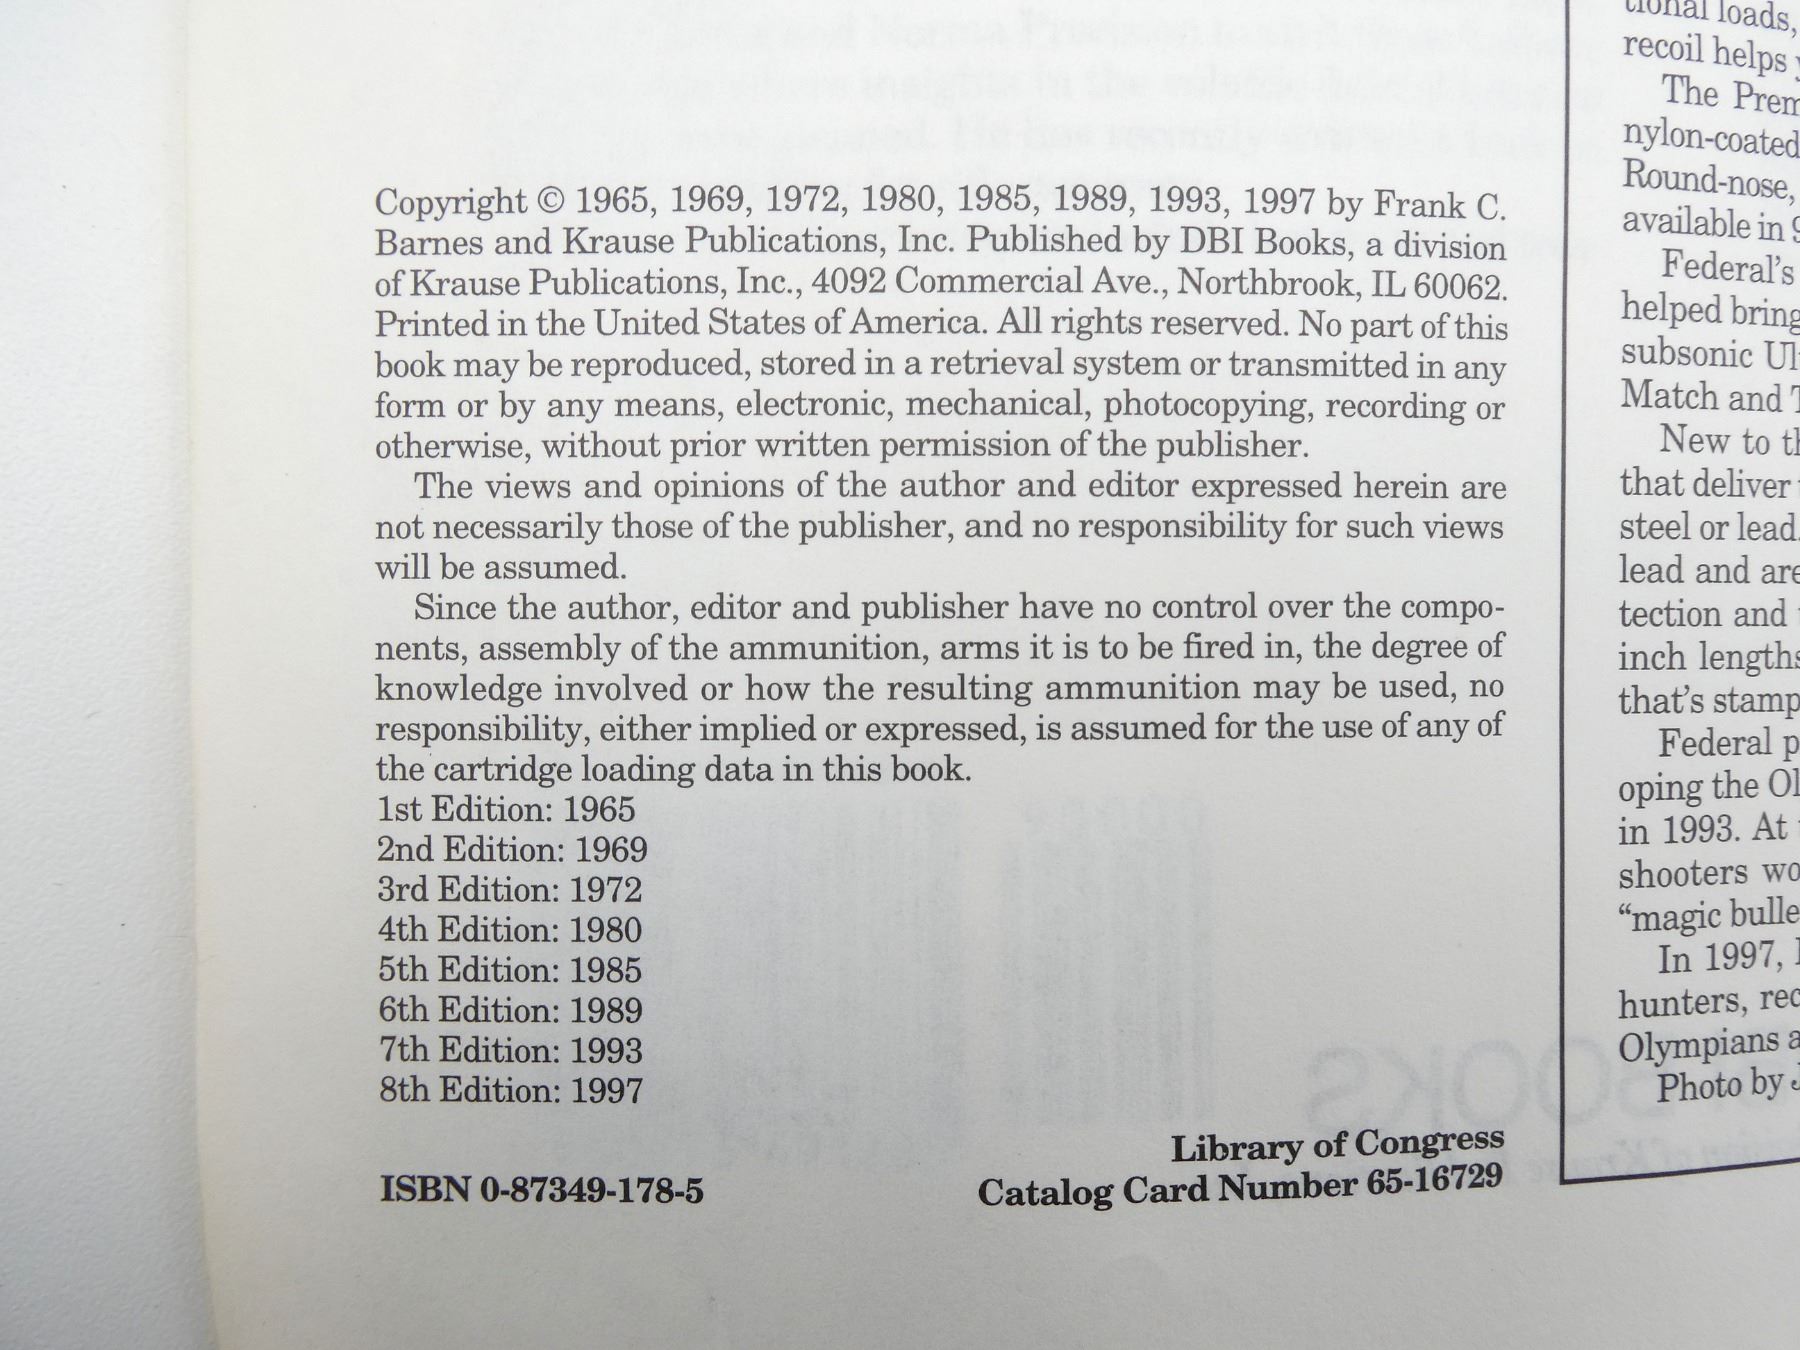 Copyright © 1965, 1969, 1972, 1980, 1985, 1989, 1993, 1997 by Frank C.
Barnes and Krause Publications, Inc. Published by DBI Books, a division
of Krause Publications, Inc., 4092 Commercial Ave., Northbrook, IL 60062.
Printed in the United States of America. All rights reserved. No part of this
book may be reproduced, stored in a retrieval system or transmitted in any
form or by any means, electronic, mechanical, photocopying, recording or
otherwise, without prior written permission of the publisher.
The views and opinions of the author and editor expressed herein are
not necessarily those of the publisher, and no responsibility for such views
will be assumed.
Since the author, editor and publisher have no control over the compo-
nents, assembly of the ammunition, arms it is to be fired in, the degree of
knowledge involved or how the resulting ammunition may be used, no
responsibility, either implied or expressed, is assumed for the use of any of
the cartridge loading data in this book.
1st Edition: 1965
2nd Edition: 1969
3rd Edition: 1972
4th Edition: 1980
5th Edition: 1985
6th Edition: 1989
7th Edition: 1993
8th Edition: 1997
ISBN 0-87349-178-5
Library of Congress
Catalog Card Number 65-16729
tional loads,
recoil helps
The
nylon-coated
Round-nose,
available in
Federal's
helped bring
subsonic
Match and
New to
that deliver
steel or lead.
lead and are
tection and
inch lengths
that's
Federal
oping the
in 1993. At
shooters
“magic
In 1997,
hunters,
Olympians
Photo by